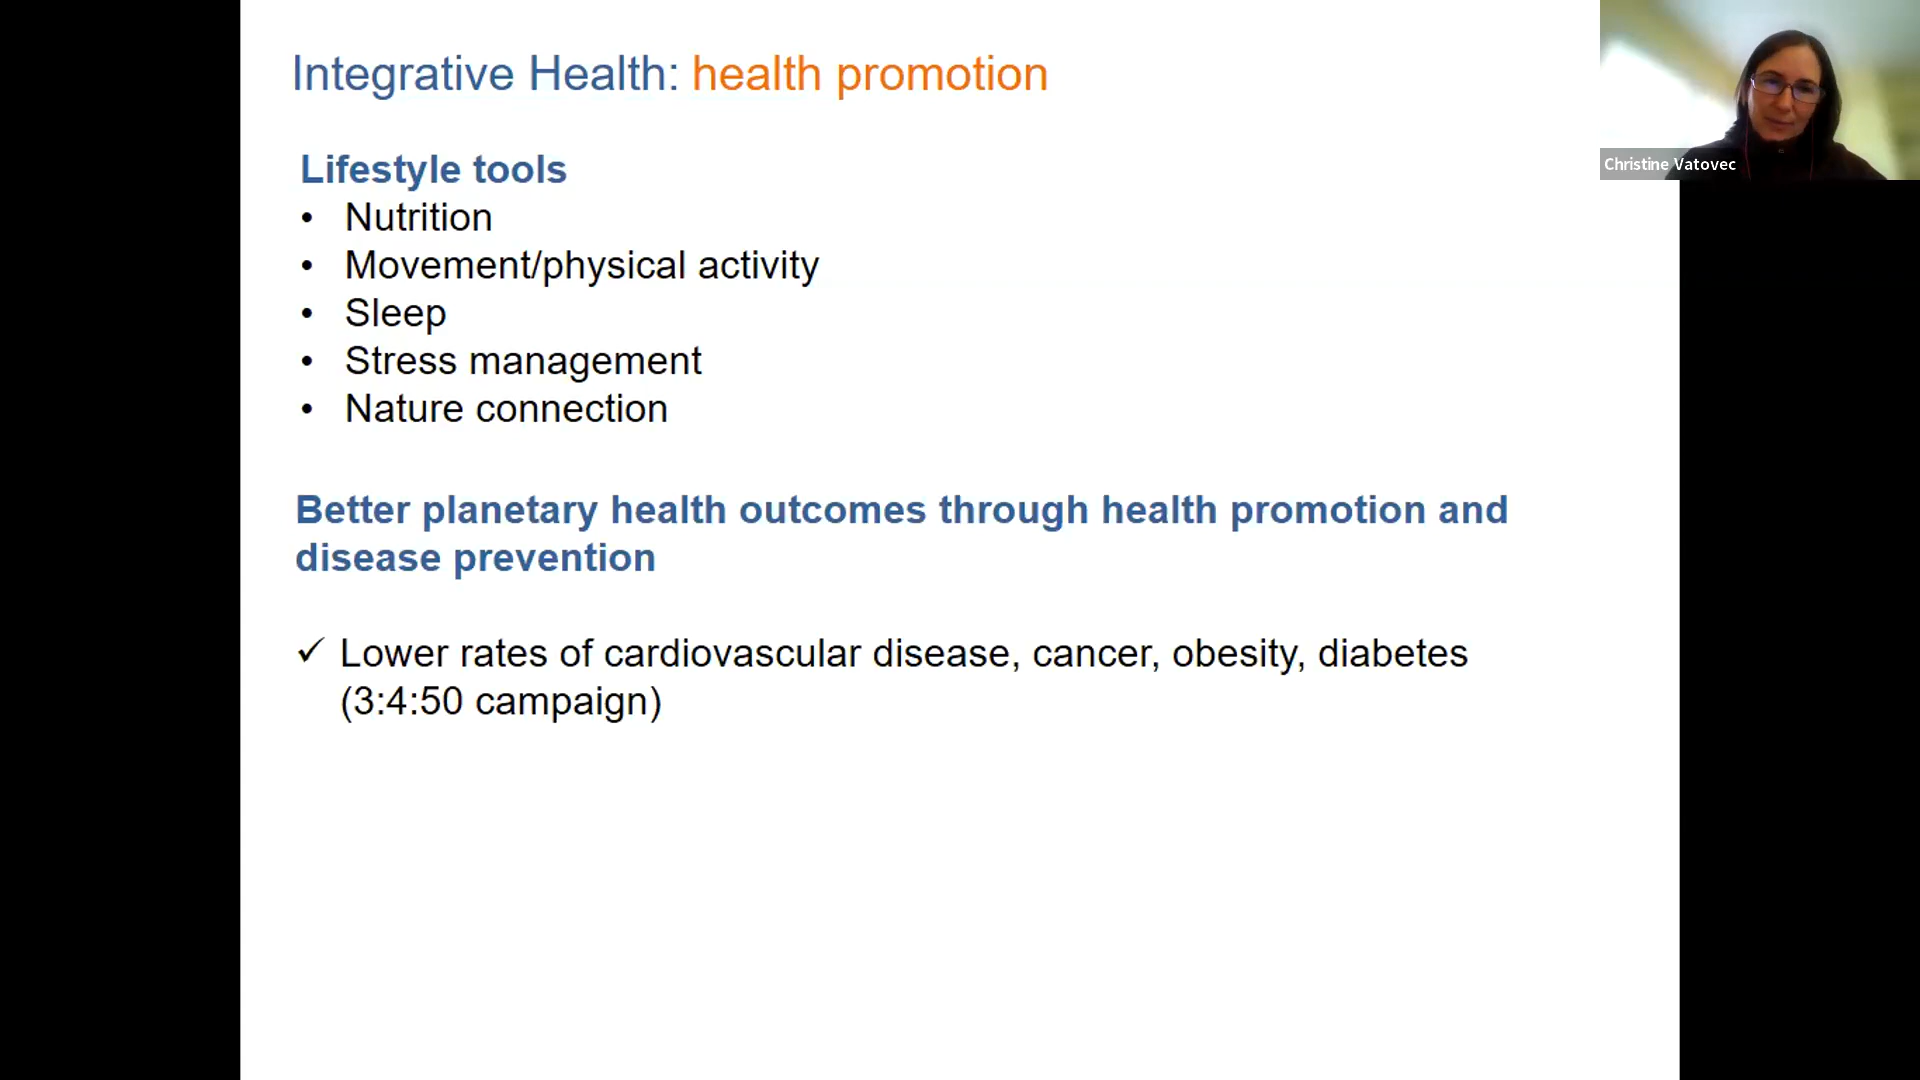 Integrative Health: health promotion
Christine Vatovec
Lifestyle tools
• Nutrition
• Movement/physical activity
• Sleep
• Stress management
• Nature connection
Better planetary health outcomes through health promotion and
disease prevention
✓ Lower rates of cardiovascular disease, cancer, obesity, diabetes
(3:4:50 campaign)